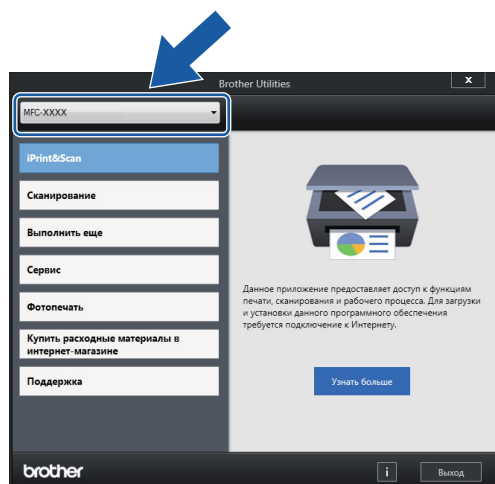 Brother Utilities
X
MFC-XXXX
iPrint&Scan
Сканирование
Выполнить еще
Сервис
Фотопечать
Купить расходные материалы в
интернет-магазине
Поддержка
Данное приложение предоставляет доступ к функциям
печати, сканирования и рабочего процесса. Для загрузки
и установки данного программного обеспечения
требуется подключение к Интернету.
Узнать больше
brother
i
Выход